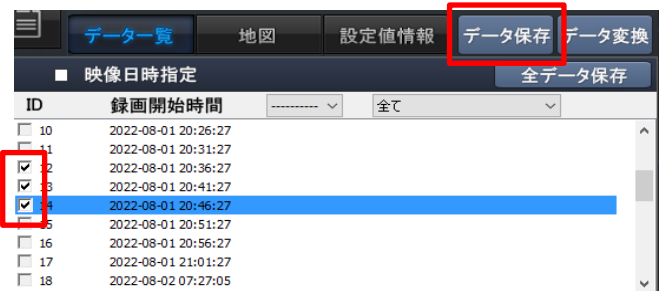 データ一覧 地図 設定値情報 データ保存 データ変換
■ 映像日時指定 全データ保存
ID 録画開始時間 ---------- 全て
10 2022-08-01 20:26:27
11 2022-08-01 20:31:27
12 2022-08-01 20:36:27
13 2022-08-01 20:41:27
14 2022-08-01 20:46:27
15 2022-08-01 20:51:27
16 2022-08-01 20:56:27
17 2022-08-01 21:01:27
18 2022-08-02 07:27:05